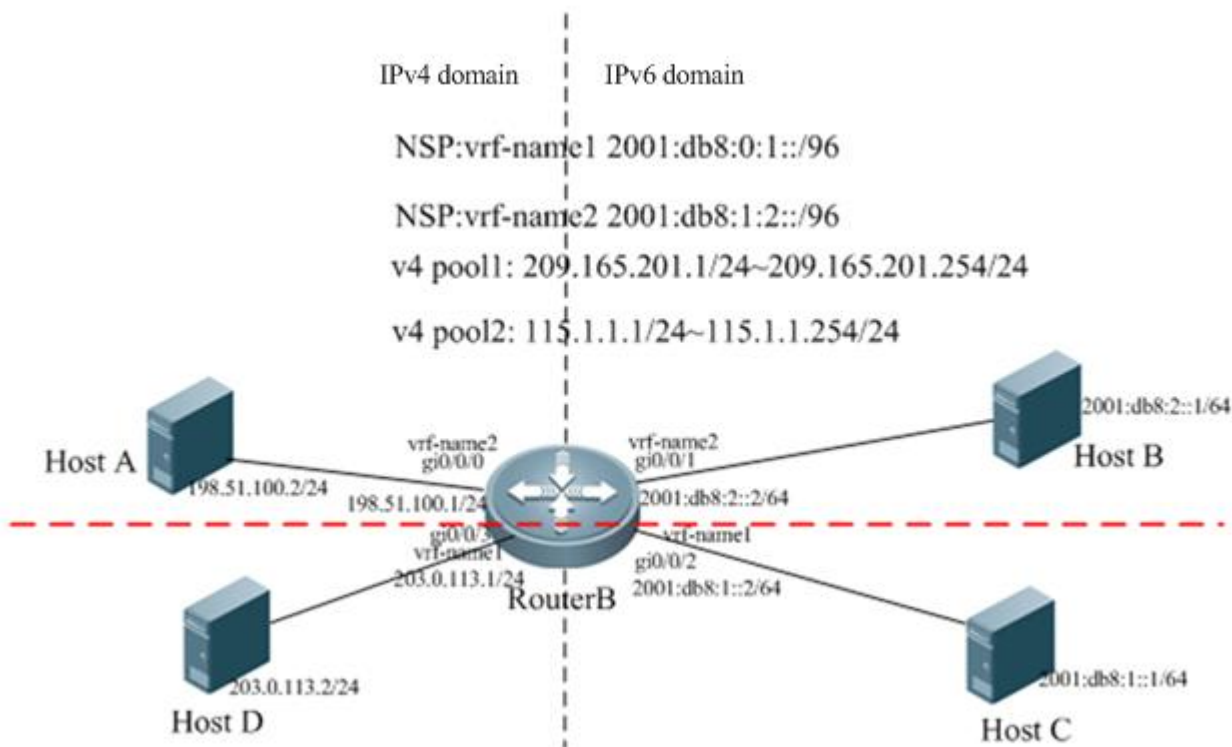 IPv4 domain IPv6 domain
NSP:vrf-name1 2001:db8:0:1::/96
NSP:vrf-name2 2001:db8:1:2::/96
v4 pool1: 209.165.201.1/24~209.165.201.254/24
v4 pool2: 115.1.1.1/24~115.1.1.254/24
Host A
198.51.100.2/24
vrf-name2
gi0/0/0
198.51.100.1/24
vrf-name2
gi0/0/1
2001:db8:2::2/64
2001:db8:2::1/64
Host B
gi0/0/3
vrf-name1
203.0.113.1/24
RouterB
vrf-name1
gi0/0/2
2001:db8:1::2/64
203.0.113.2/24
Host D
2001:db8:1::1/64
Host C